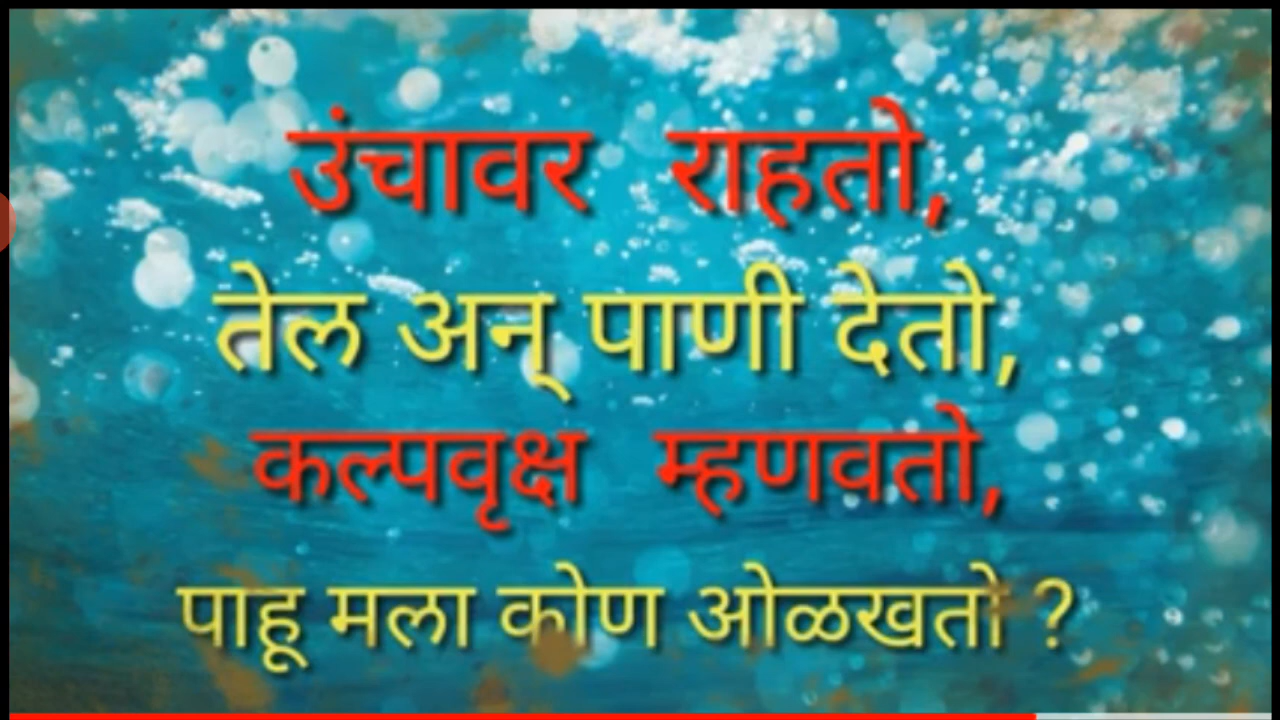 उंचावर राहतो,
तेल अन् पाणी देतो,
कल्पवृक्ष म्हणवतो,
पाहू मला कोण ओळखतो ?